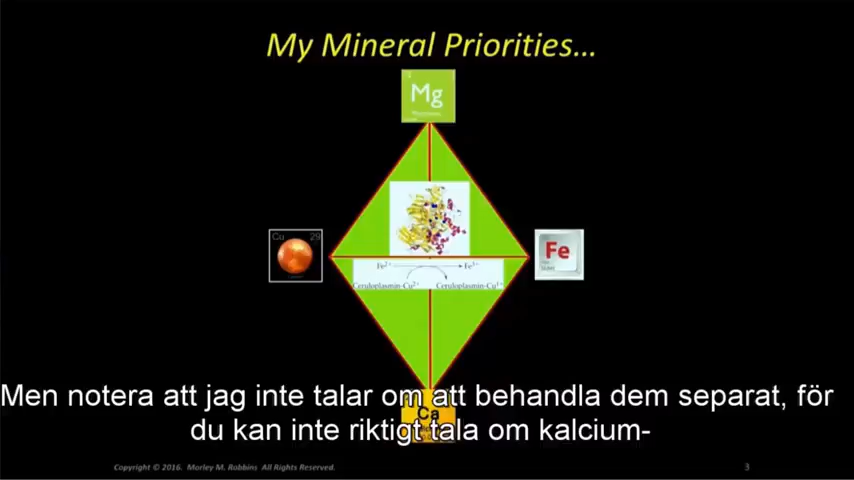 My Mineral Priorities...
Mg
Cu 29
Fe
Fe2+ Fe3+
Ceruloplasmin-Cu2+ Ceruloplasmin-Cu1+
Men notera att jag inte talar om att behandla dem separat, för
Ca
du kan inte riktigt tala om kalcium-
Copyright © 2016. Morley M. Robbins All Rights Reserved.
3